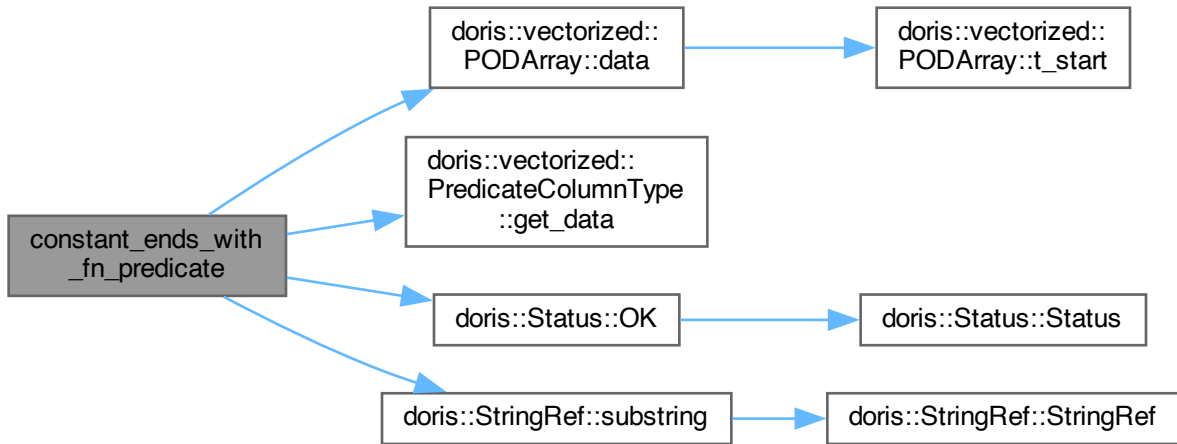 doris::vectorized::
PODArray::data
doris::vectorized::
PODArray::t_start
doris::vectorized::
PredicateColumnType
::get_data
constant_ends_with
_fn_predicate
doris::Status::OK
doris::Status::Status
doris::StringRef::substring
doris::StringRef::StringRef